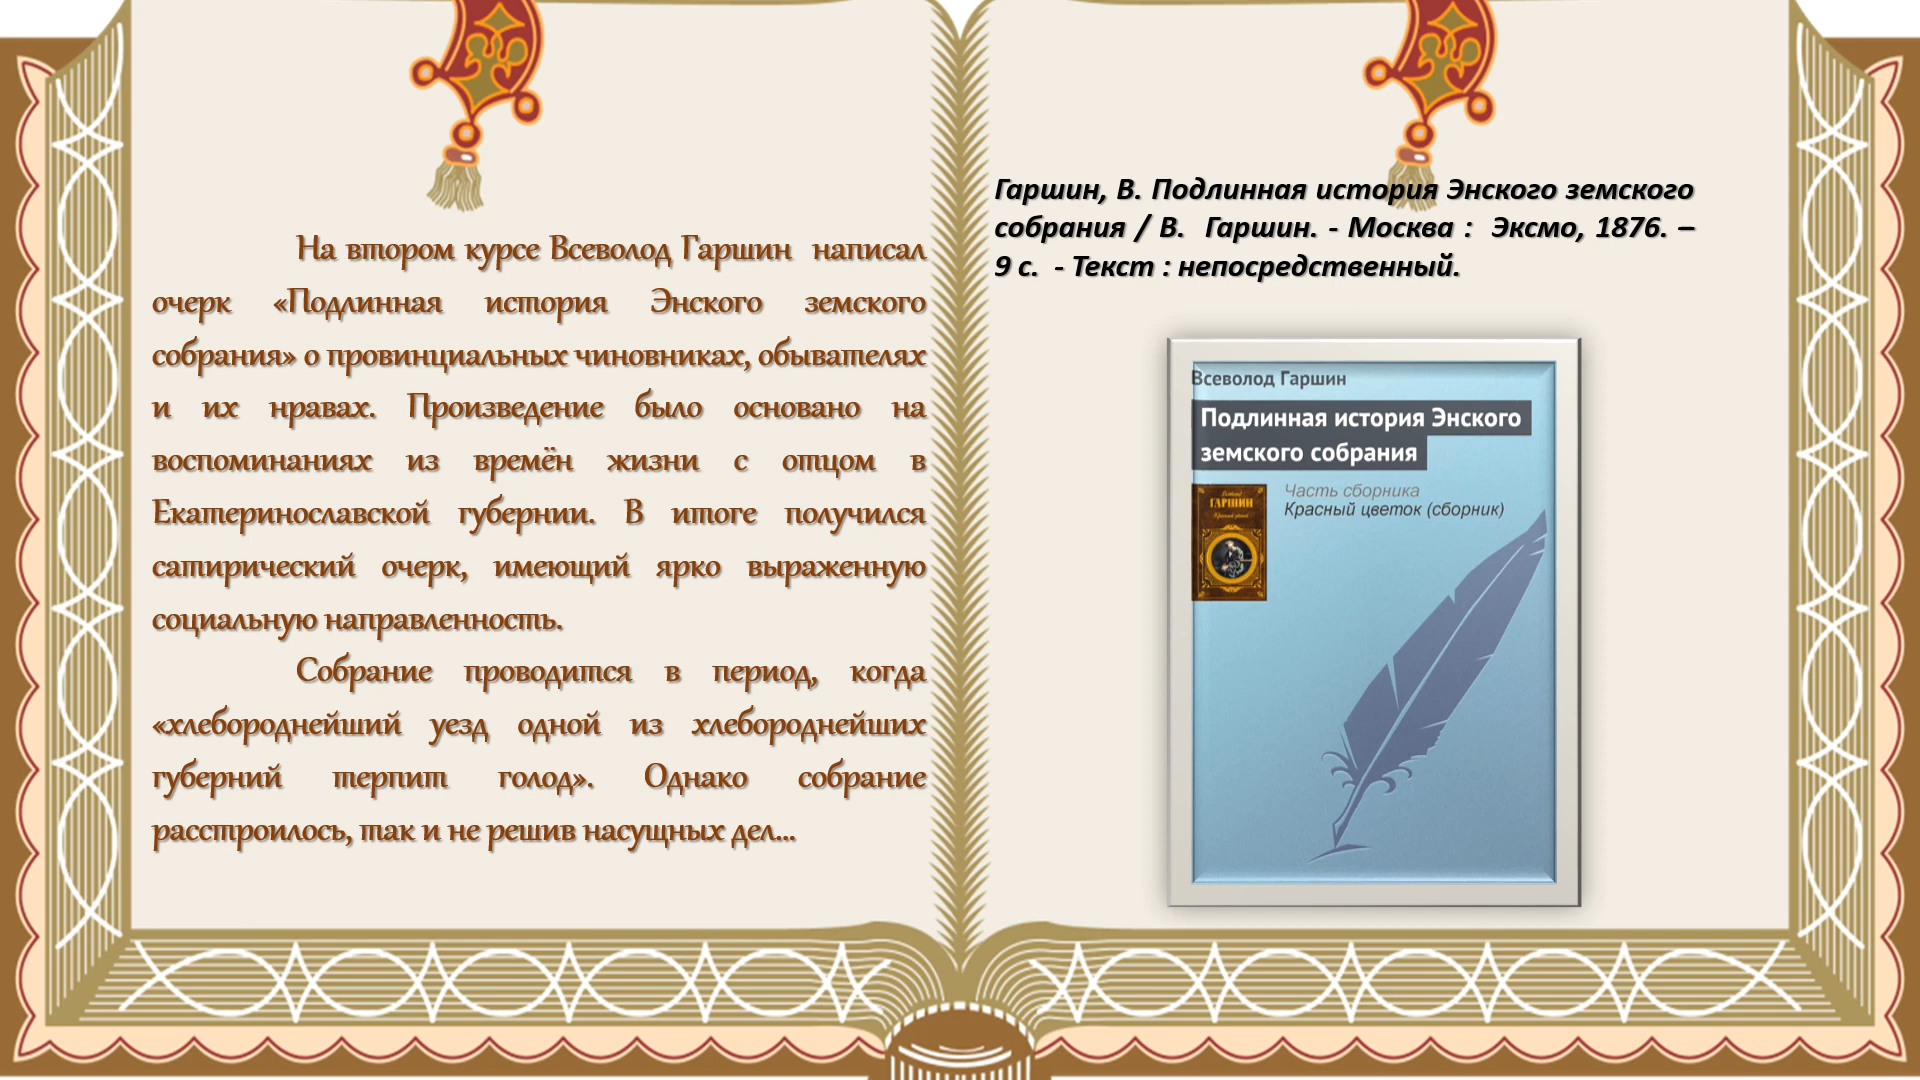 На втором курсе Всеволод Гаршин написал
очерк «Подлинная история Энского земского
собрания» о провинциальных чиновниках, обывателях
и их нравах. Произведение было основано на
воспоминаниях из времён жизни с отцом в
Екатеринославской губернии. В итоге получился
сатирический очерк, имеющий ярко выраженную
социальную направленность.
Собрание проводится в период, когда
«хлебороднейший уезд одной из хлебороднейших
губерний терпит голод». Однако собрание
расстроилось, так и не решив насущных дел...
Гаршин, В. Подлинная история Энского земского
собрания / В. Гаршин. - Москва : Эксмо, 1876. –
9 с. - Текст : непосредственный.
Всеволод Гаршин
Подлинная история Энского
земского собрания
Часть сборника
Красный цветок (сборник)
ГАРШИН